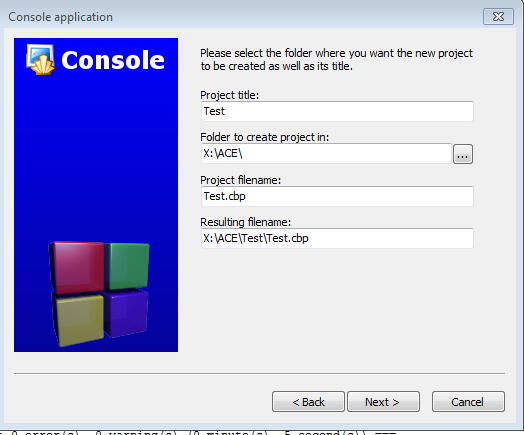 Console application
Console
Please select the folder where you want the new project
to be created as well as its title.
Project title:
Test
Folder to create project in:
X:\ACE\
...
Project filename:
Test.cbp
Resulting filename:
X:\ACE\Test\Test.cbp
< Back
Next >
Cancel
0 error(s), 0 warning(s) (0 minute(s), 5 second(s)) ===